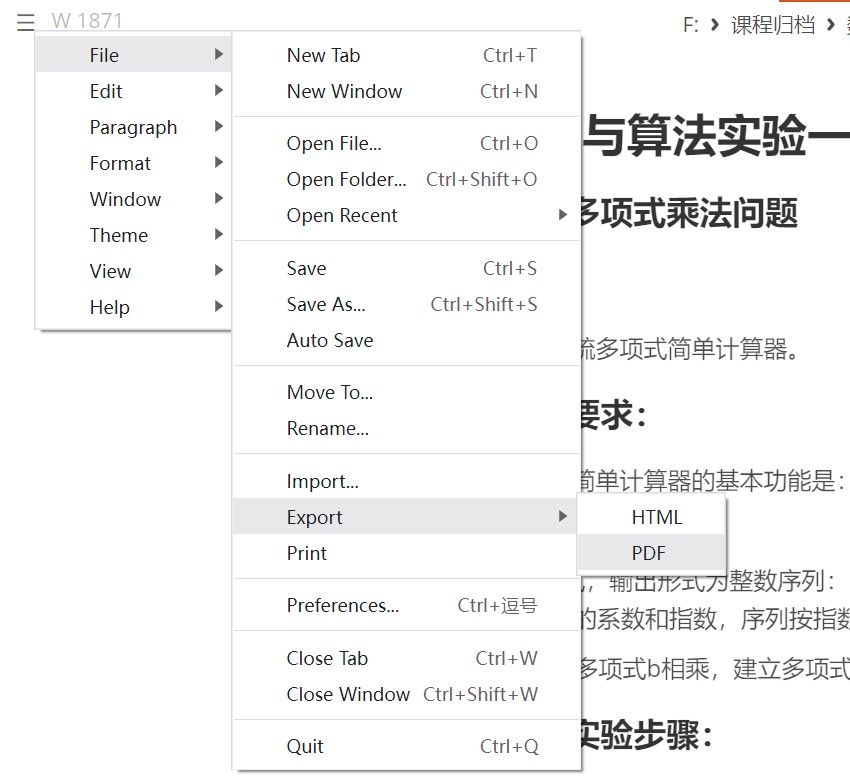 W 1871
F: 课程归档
File
Edit
Paragraph
Format
Window
Theme
View
Help
New Tab Ctrl+T
New Window Ctrl+N
Open File... Ctrl+O
Open Folder... Ctrl+Shift+O
Open Recent
Save Ctrl+S
Save As... Ctrl+Shift+S
Auto Save
Move To...
Rename...
Import...
Export
Print
Preferences... Ctrl+逗号
Close Tab Ctrl+W
Close Window Ctrl+Shift+W
Quit Ctrl+Q
HTML
PDF
与算法实验一
多项式乘法问题
流多项式简单计算器。
要求：
简单计算器的基本功能是：
，输出形式为整数序列：
的系数和指数，序列按指数
多项式b相乘，建立多项式
实验步骤：